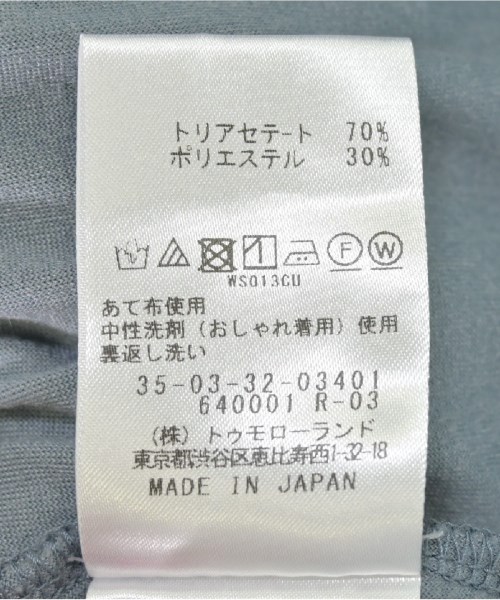 トリアセテート 70%
ポリエステル 30%
F W
WS013CU
あて布使用
中性洗剤（おしゃれ着用）使用
裏返し洗い
35-03-32-03401
640001 R-03
（株）トゥモローランド
東京都渋谷区恵比寿西1-32-18
MADE IN JAPAN